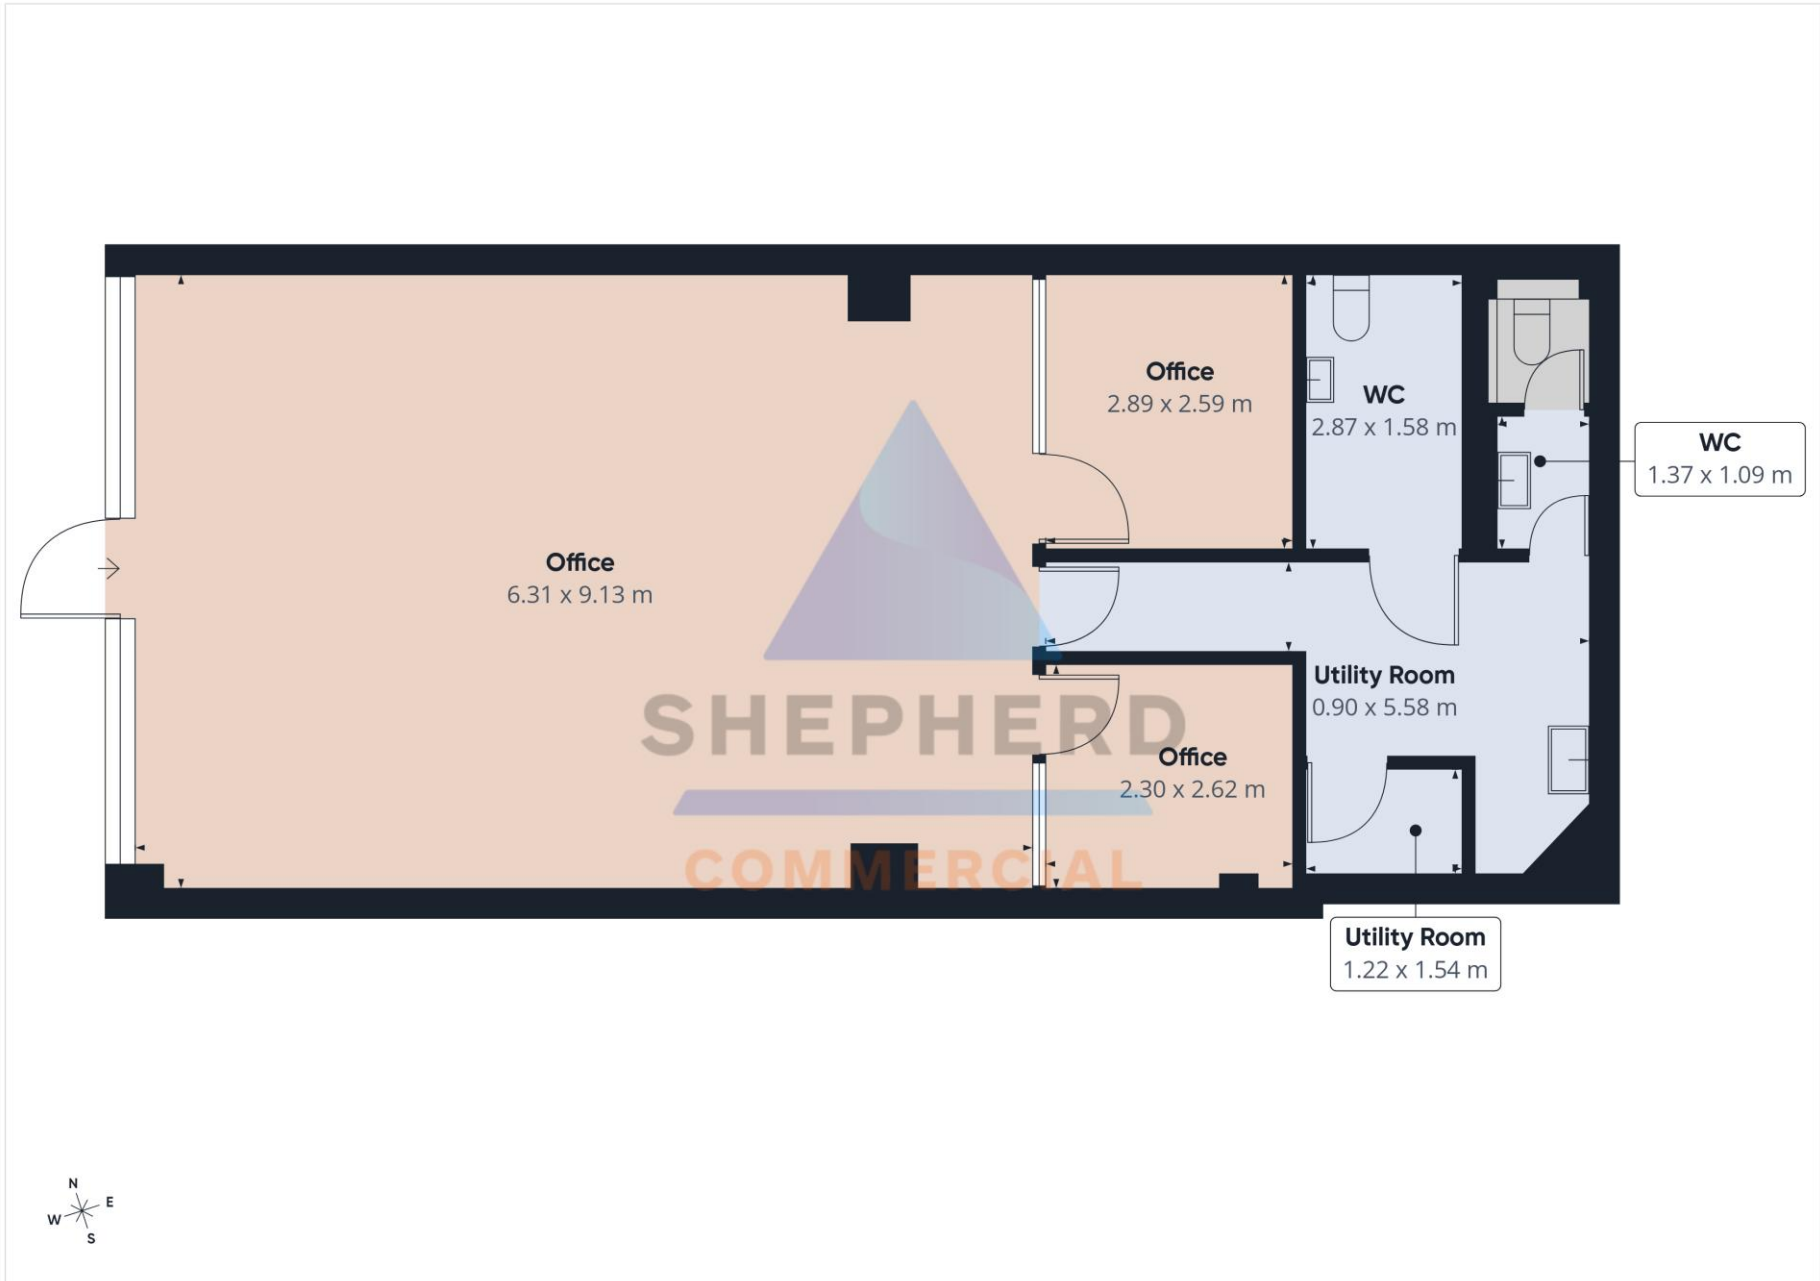 Office
2.89 x 2.59 m
WC
2.87 x 1.58 m
WC
1.37 x 1.09 m
Office
6.31 x 9.13 m
Utility Room
0.90 x 5.58 m
SHEPHERD
Office
2.30 x 2.62 m
COMMERCIAL
Utility Room
1.22 x 1.54 m
N
E
W
S